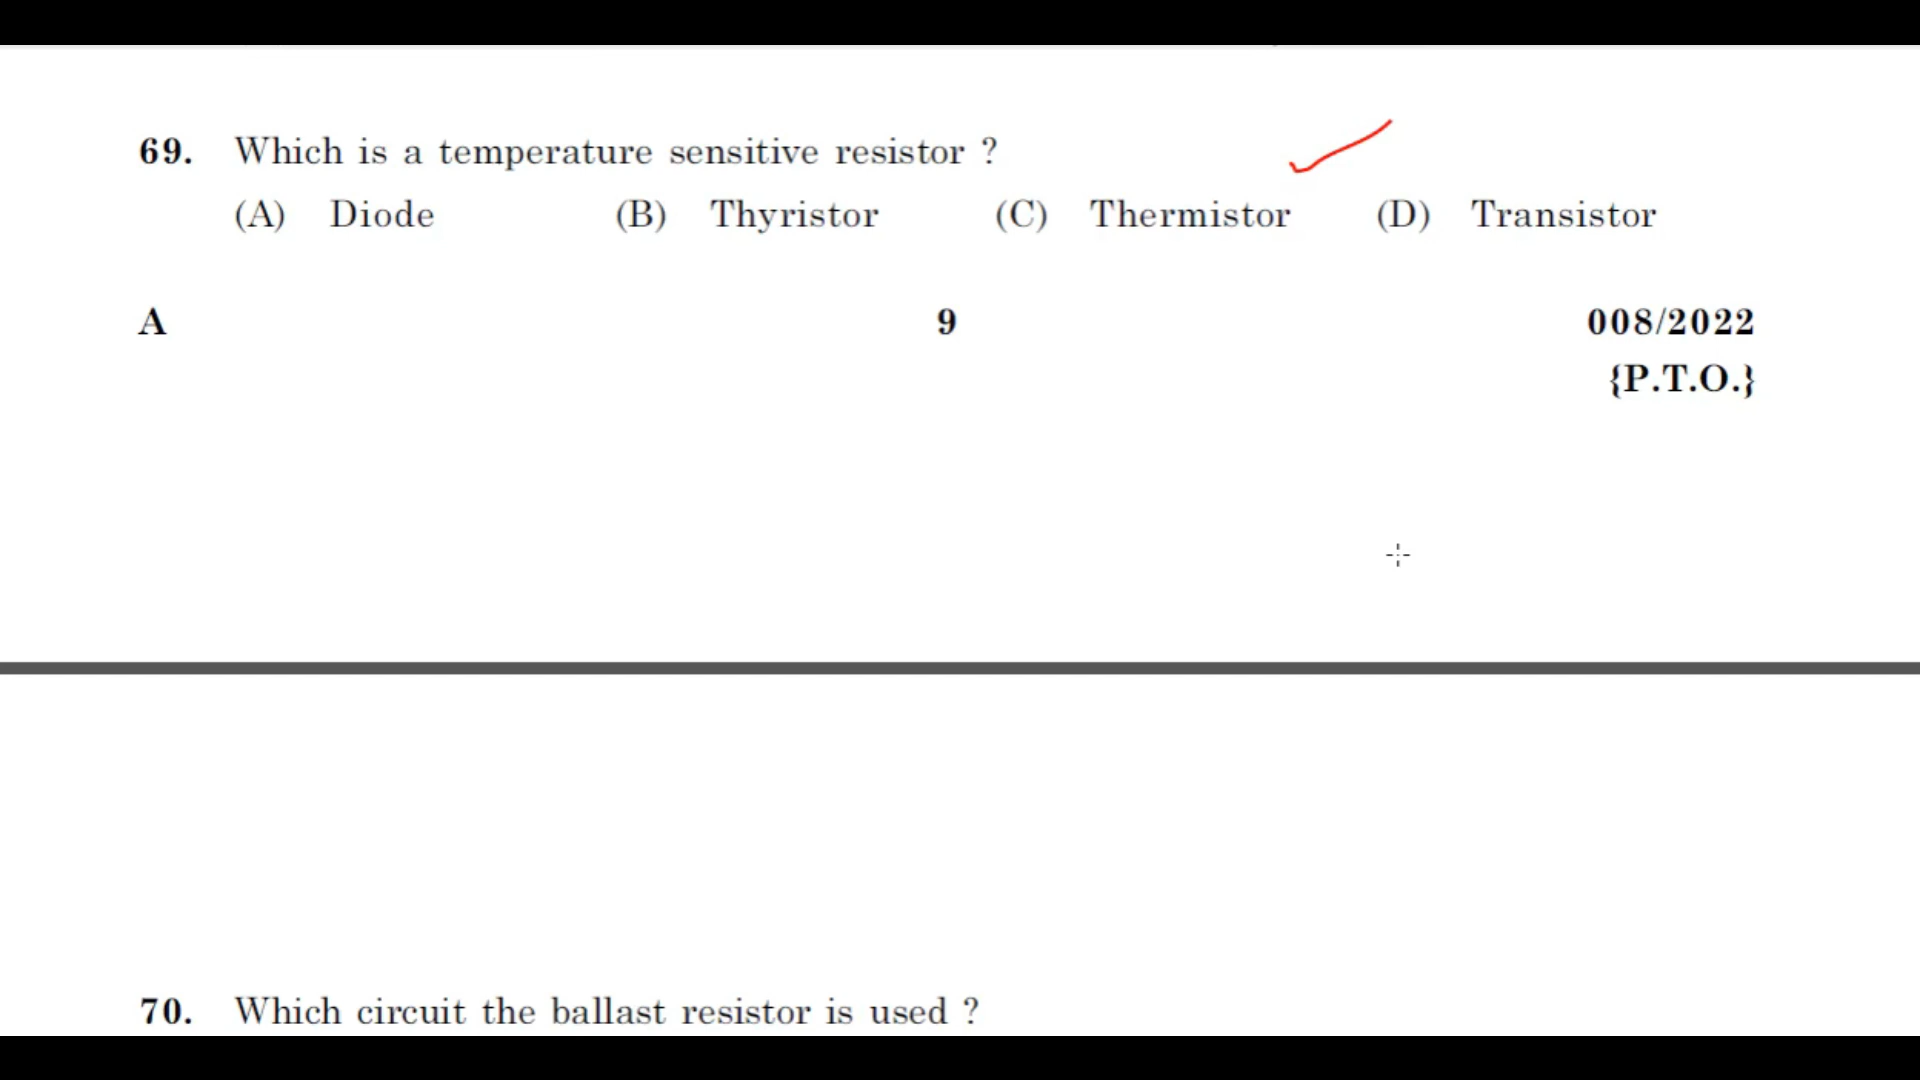 69. Which is a temperature sensitive resistor ?
(A) Diode (B) Thyristor (C) Thermistor (D) Transistor
A 9 008/2022
{P.T.O.}
70. Which circuit the ballast resistor is used ?